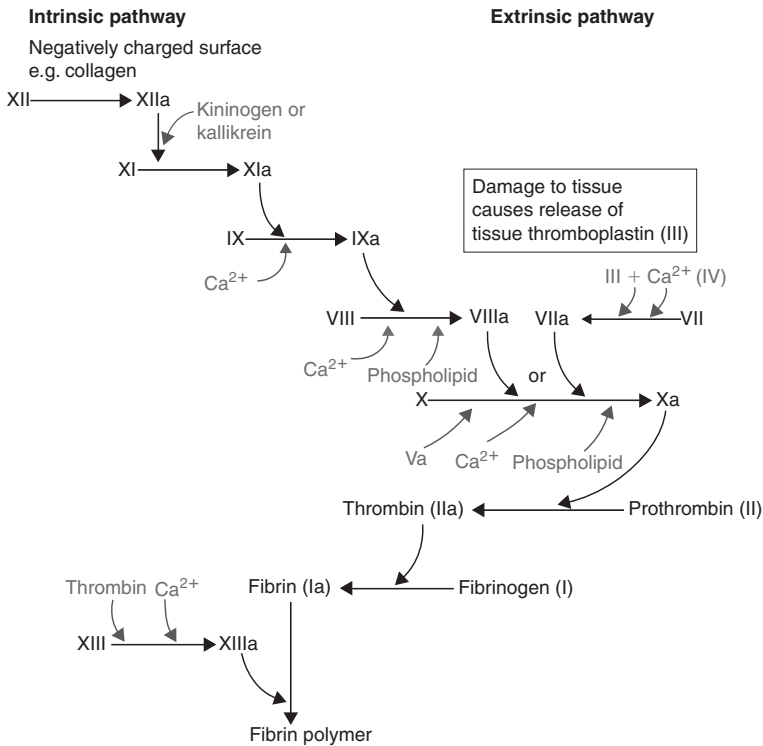 Intrinsic pathway
Extrinsic pathway
Negatively charged surface
e.g. collagen
XII
XIIa
Kininogen or
kallikrein
XI
XIa
Damage to tissue
causes release of
tissue thromboplastin (III)
IX
IXa
Ca²⁺
III + Ca²⁺ (IV)
VIII
VIIIa
VIIa
VII
Ca²⁺
Phospholipid
or
X
Xa
Va
Ca²⁺
Phospholipid
Thrombin (IIa)
Prothrombin (II)
Thrombin
Ca²⁺
Fibrin (Ia)
Fibrinogen (I)
XIII
XIIIa
Fibrin polymer